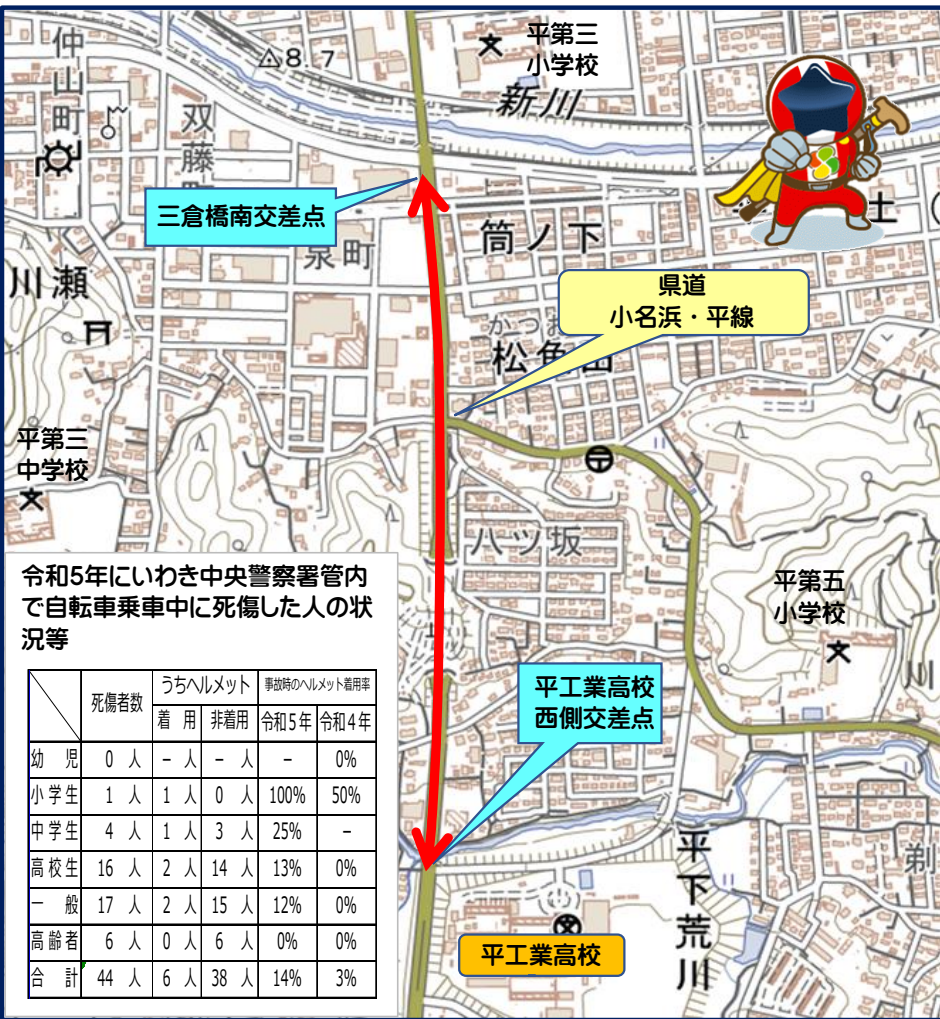 仲山町
双藤
△8.7
平第三
小学校
新川
三倉橋南交差点
泉町
筒ノ下
土
川瀬
県道
小名浜・平線
かつお
松
平第三
中学校
八ツ坂
平第五
小学校
川
令和5年にいわき中央警察署管内
で自転車乗車中に死傷した人の状
況等
死傷者数 うちヘルメット 事故時のヘルメット着用率
着 用 非着用 令和5年 令和4年
幼 児 0 人 - 人 - 人 - 0%
小学生 1 人 1 人 0 人 100% 50%
中学生 4 人 1 人 3 人 25% -
高校生 16 人 2 人 14 人 13% 0%
一 般 17 人 2 人 15 人 12% 0%
高齢者 6 人 0 人 6 人 0% 0%
合 計 44 人 6 人 38 人 14% 3%
平工業高校
西側交差点
平下荒川
剃
平工業高校